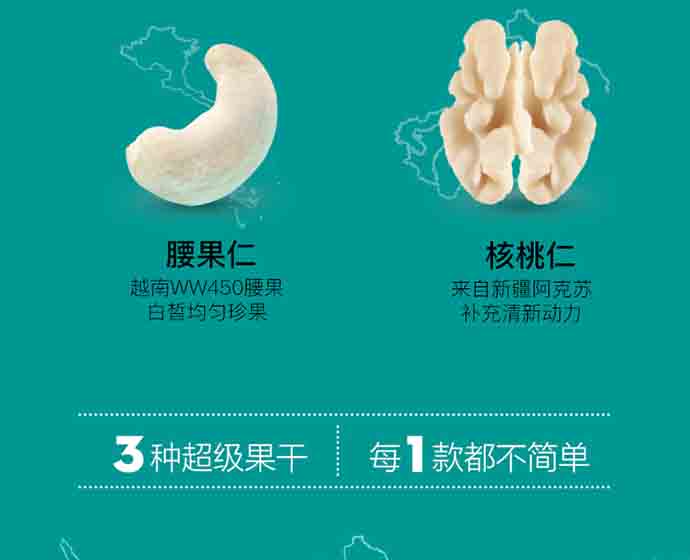 腰果仁
越南WW450腰果
白皙均匀珍果
核桃仁
来自新疆阿克苏
补充清新动力
3种超级果干
每1款都不简单